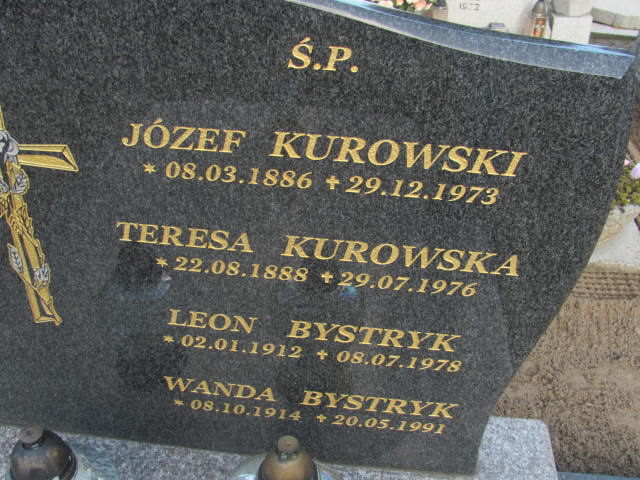 1973
Ś.P.
JÓZEF KUROWSKI
* 08.03.1886 ✝ 29.12.1973
TERESA KUROWSKA
* 22.08.1888 ✝ 29.07.1976
LEON BYSTRYK
* 02.01.1912 ✝ 08.07.1978
WANDA BYSTRYK
* 08.10.1914 ✝ 20.05.1991